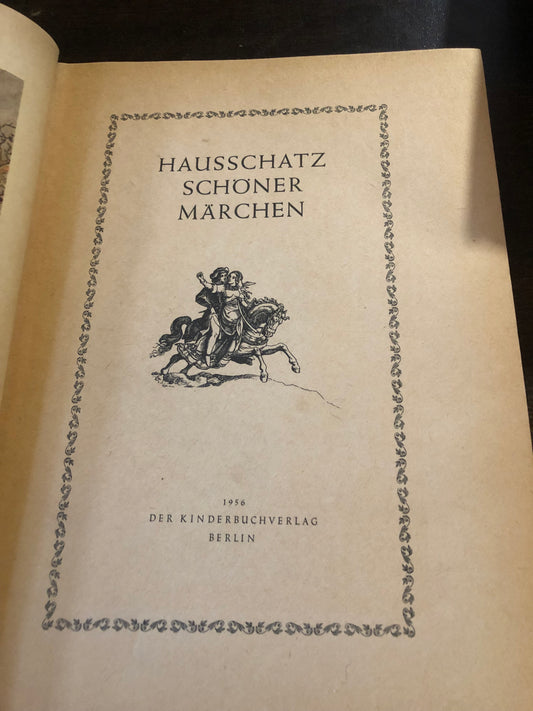 HAUSSCHATZ
SCHÖNER
MÄRCHEN
1956
DER KINDERBUCHVERLAG
BERLIN